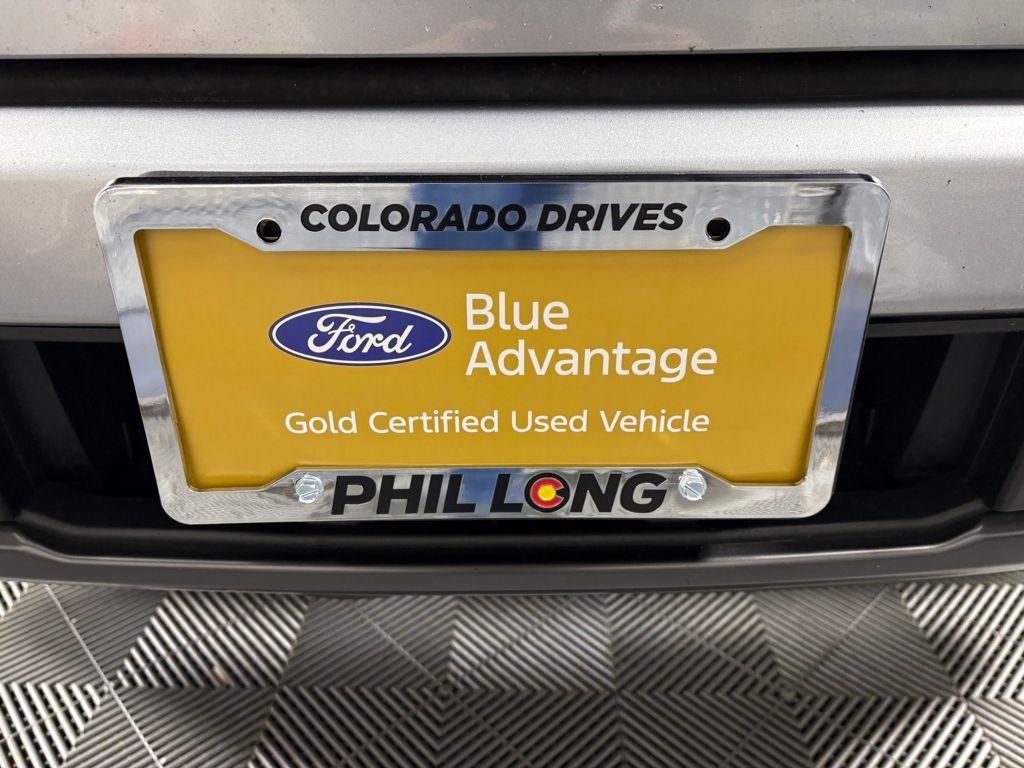 COLORADO DRIVES
Ford
Blue
Advantage
Gold Certified Used Vehicle
PHIL LONG